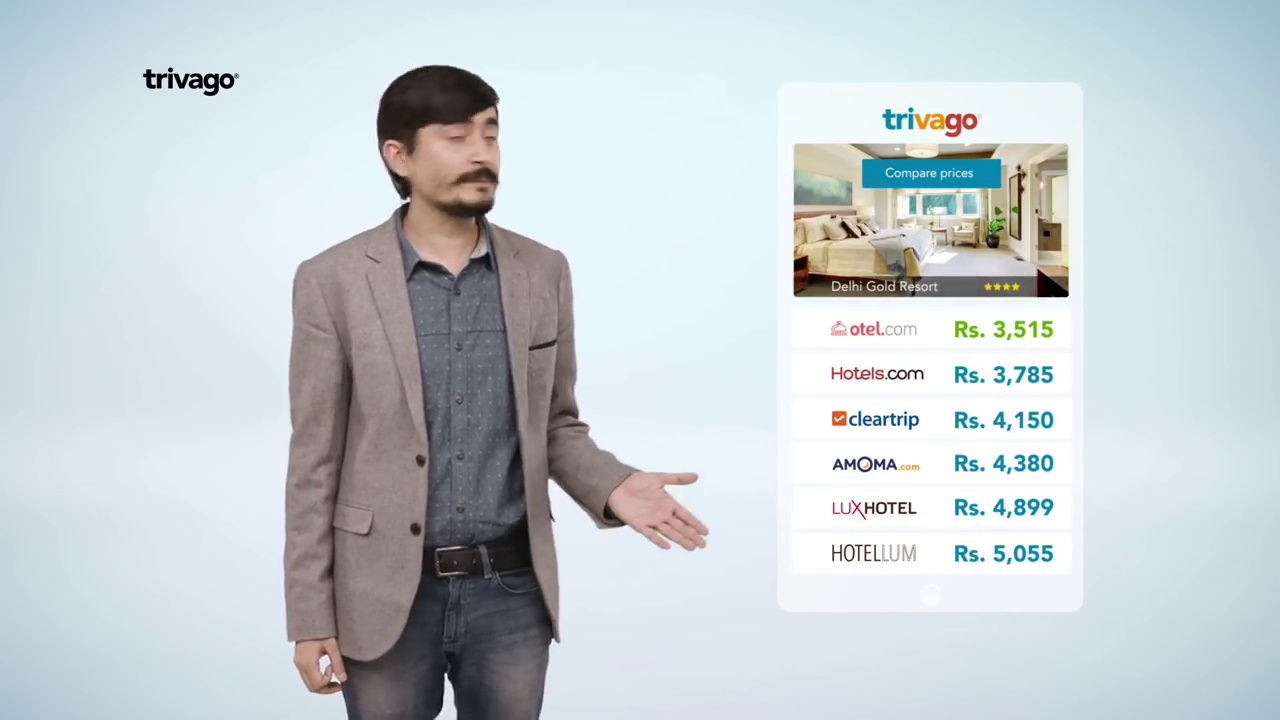 trivago®
trivago
Compare prices
Delhi Gold Resort
otel.com Rs. 3,515
Hotels.com Rs. 3,785
cleartrip Rs. 4,150
AMOMA.com Rs. 4,380
LUXHOTEL Rs. 4,899
HOTELLUM Rs. 5,055